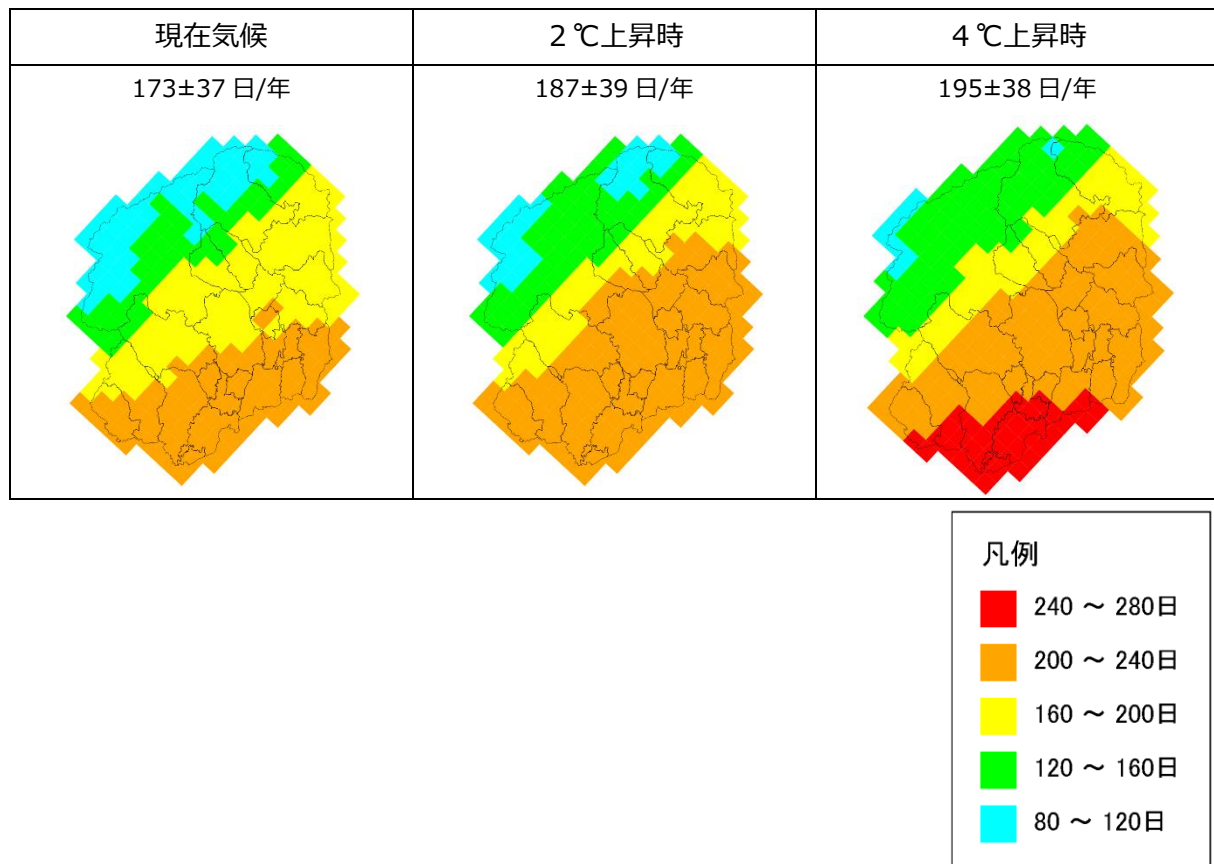 現在気候
2℃上昇時
4℃上昇時
173±37 日/年
187±39 日/年
195±38 日/年
凡例
240 ～ 280日
200 ～ 240日
160 ～ 200日
120 ～ 160日
80 ～ 120日